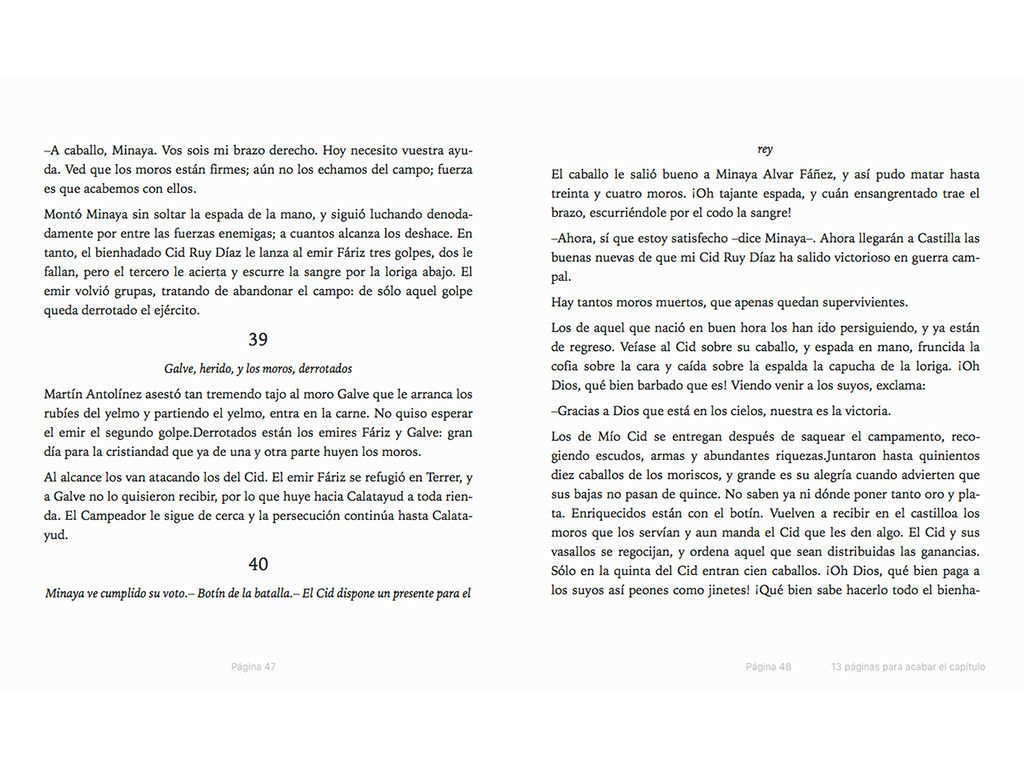 –A caballo, Minaya. Vos sois mi brazo derecho. Hoy necesito vuestra ayu-
da. Ved que los moros están firmes; aún no los echamos del campo; fuerza
es que acabemos con ellos.
Montó Minaya sin soltar la espada de la mano, y siguió luchando denoda-
damente por entre las fuerzas enemigas; a cuantos alcanza los deshace. En
tanto, el bienhadado Cid Ruy Díaz le lanza al emir Fáriz tres golpes, dos le
fallan, pero el tercero le acierta y escurre la sangre por la loriga abajo. El
emir volvió grupas, tratando de abandonar el campo: de sólo aquel golpe
queda derrotado el ejército.
39
Galve, herido, y los moros, derrotados
Martín Antolínez asestó tan tremendo tajo al moro Galve que le arranca los
rubíes del yelmo y partiendo el yelmo, entra en la carne. No quiso esperar
el emir el segundo golpe.Derrotados están los emires Fáriz y Galve: gran
día para la cristiandad que ya de una y otra parte huyen los moros.
Al alcance los van atacando los del Cid. El emir Fáriz se refugió en Terrer, y
a Galve no lo quisieron recibir, por lo que huye hacia Calatayud a toda rien-
da. El Campeador le sigue de cerca y la persecución continúa hasta Calata-
yud.
40
Minaya ve cumplido su voto.– Botín de la batalla.– El Cid dispone un presente para el
Página 47
rey
El caballo le salió bueno a Minaya Alvar Fáñez, y así pudo matar hasta
treinta y cuatro moros. ¡Oh tajante espada, y cuán ensangrentado trae el
brazo, escurriéndole por el codo la sangre!
–Ahora, sí que estoy satisfecho –dice Minaya–. Ahora llegarán a Castilla las
buenas nuevas de que mi Cid Ruy Díaz ha salido victorioso en guerra cam-
pal.
Hay tantos moros muertos, que apenas quedan supervivientes.
Los de aquel que nació en buen hora los han ido persiguiendo, y ya están
de regreso. Veíase al Cid sobre su caballo, y espada en mano, fruncida la
cofia sobre la cara y caída sobre la espalda la capucha de la loriga. ¡Oh
Dios, qué bien barbado que es! Viendo venir a los suyos, exclama:
–Gracias a Dios que está en los cielos, nuestra es la victoria.
Los de Mío Cid se entregan después de saquear el campamento, reco-
giendo escudos, armas y abundantes riquezas.Juntaron hasta quinientos
diez caballos de los moriscos, y grande es su alegría cuando advierten que
sus bajas no pasan de quince. No saben ya ni dónde poner tanto oro y pla-
ta. Enriquecidos están con el botín. Vuelven a recibir en el castilloa los
moros que los servían y aun manda el Cid que les den algo. El Cid y sus
vasallos se regocijan, y ordena aquel que sean distribuidas las ganancias.
Sólo en la quinta del Cid entran cien caballos. ¡Oh Dios, qué bien paga a
los suyos así peones como jinetes! ¡Qué bien sabe hacerlo todo el bienha-
Página 48
13 páginas para acabar el capítulo